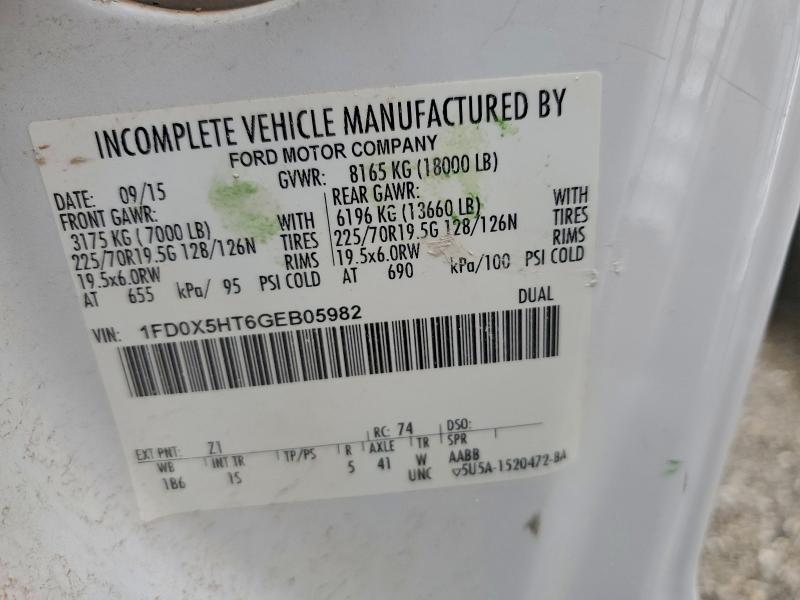 INCOMPLETE VEHICLE MANUFACTURED BY
FORD MOTOR COMPANY
DATE: 09/15 GVWR: 8165 KG (18000 LB)
FRONT GAWR: REAR GAWR:
3175 KG ( 7000 LB) WITH 6196 KG (13660 LB) WITH
225/70R19.5G 128/126N TIRES 225/70R19.5G 128/126N TIRES
19.5x6.0RW RIMS 19.5x6.0RW RIMS
AT 655 kPa/ 95 PSI COLD AT 690 kPa/100 PSI COLD
DUAL
VIN: 1FD0X5HT6GEB05982
EXT PNT: Z1 RC: 74 DSO:
WB INT TR TP/PS R AXLE TR SPR
1B6 1S 5 41 W AABB
UNC ▽5U5A-1520472-BA